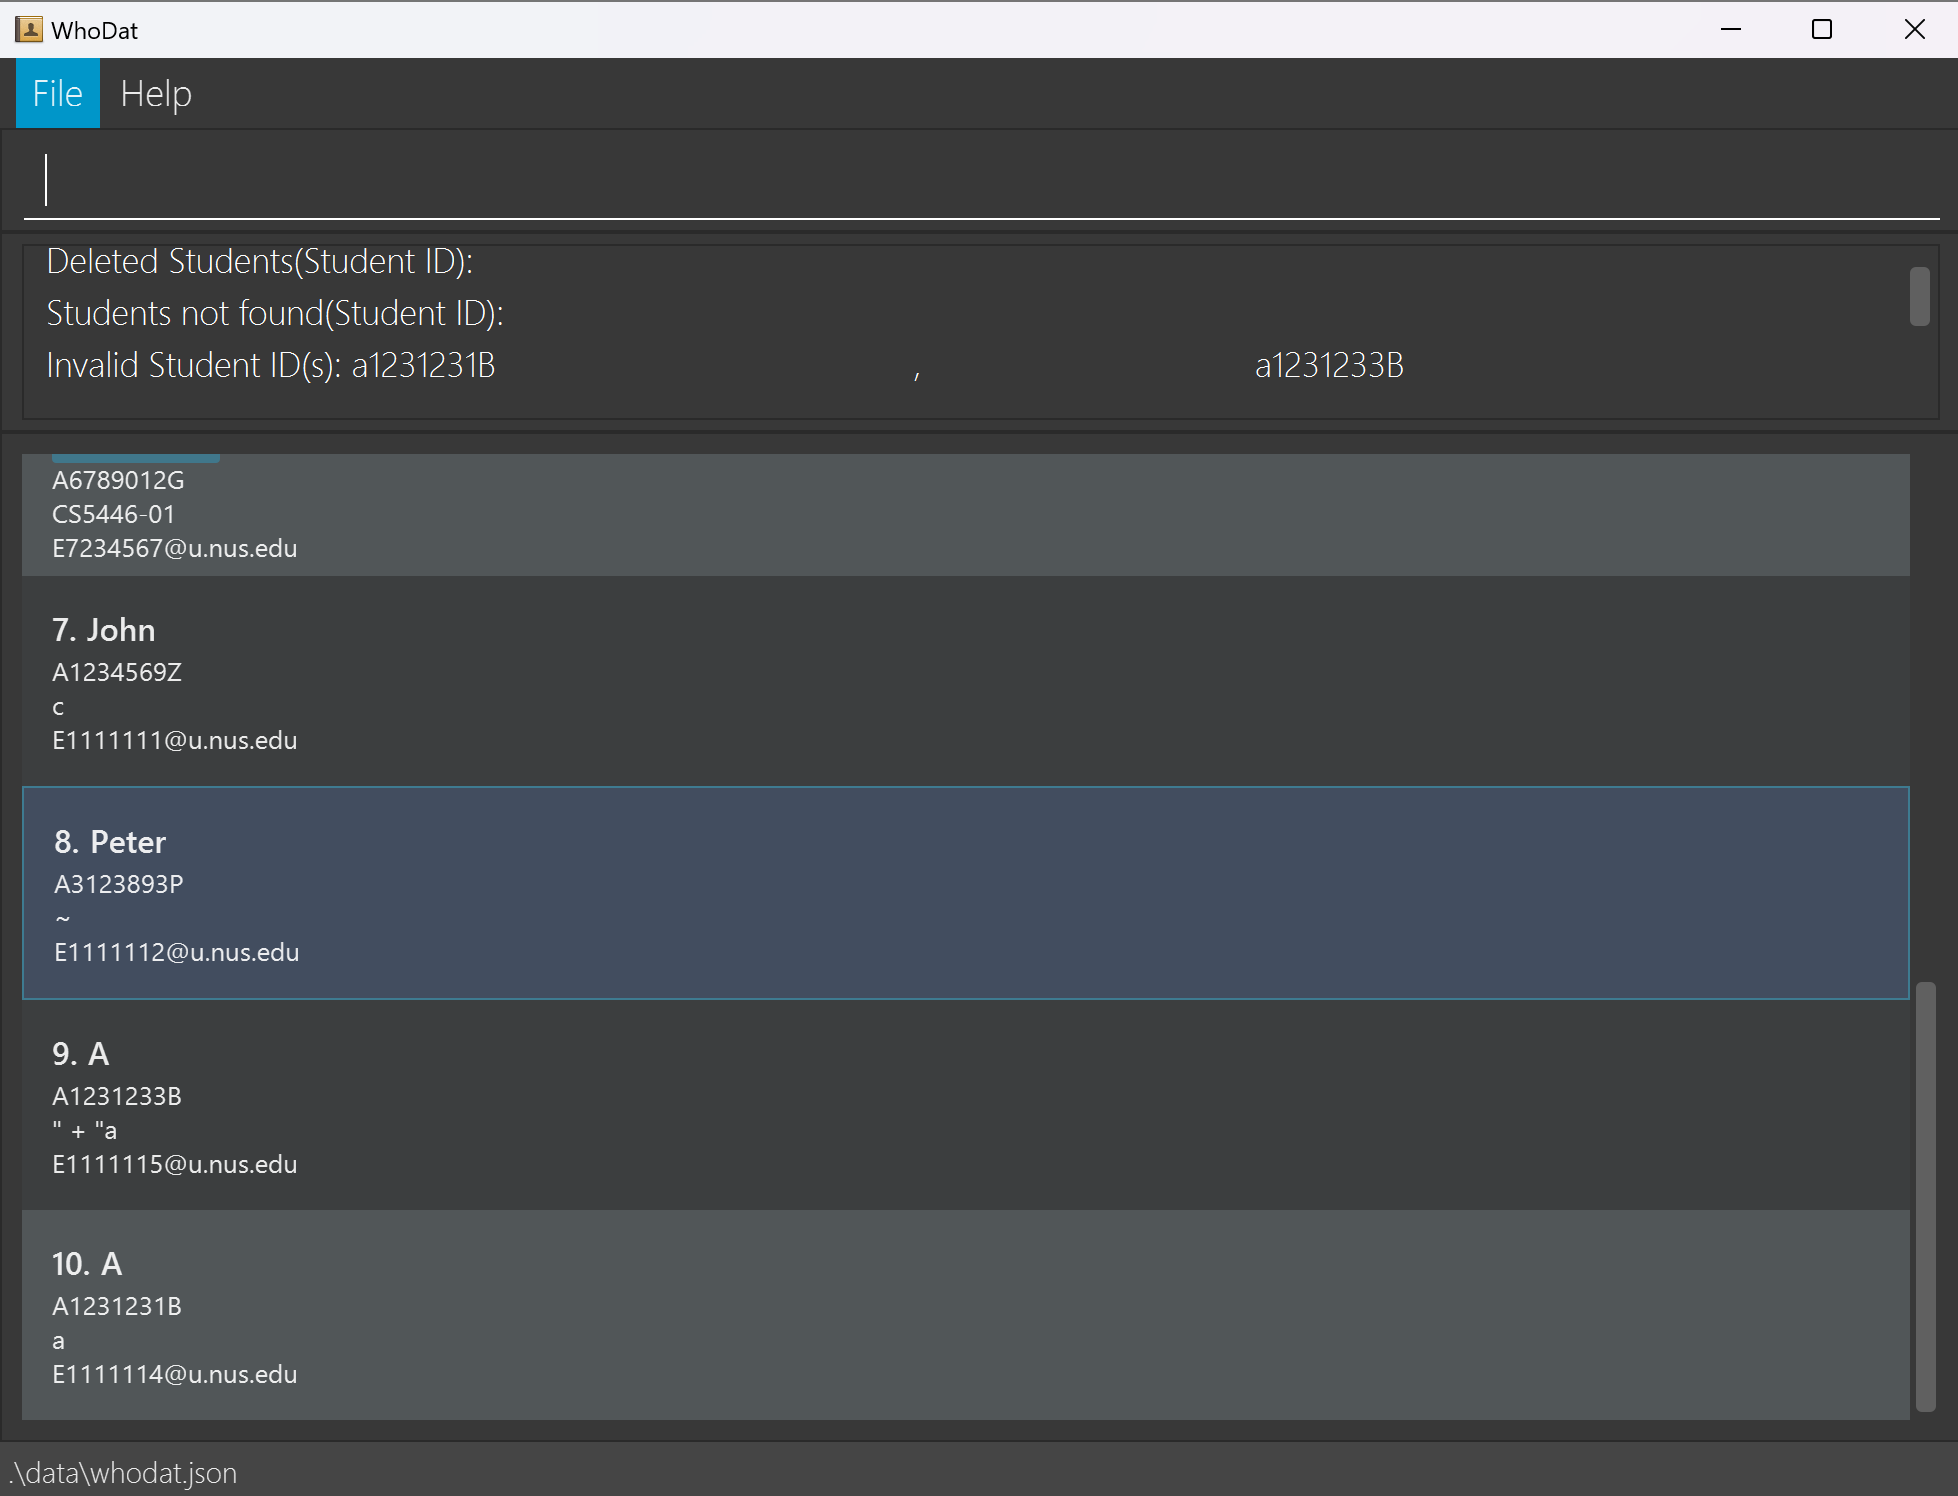 WhoDat
File Help
Deleted Students(Student ID):
Students not found(Student ID):
Invalid Student ID(s): a1231231B , a1231233B
A6789012G
CS5446-01
E7234567@u.nus.edu
7. John
A1234569Z
c
E1111111@u.nus.edu
8. Peter
A3123893P
~
E1111112@u.nus.edu
9. A
A1231233B
" + "a
E1111115@u.nus.edu
10. A
A1231231B
a
E1111114@u.nus.edu
.\data\whodat.json